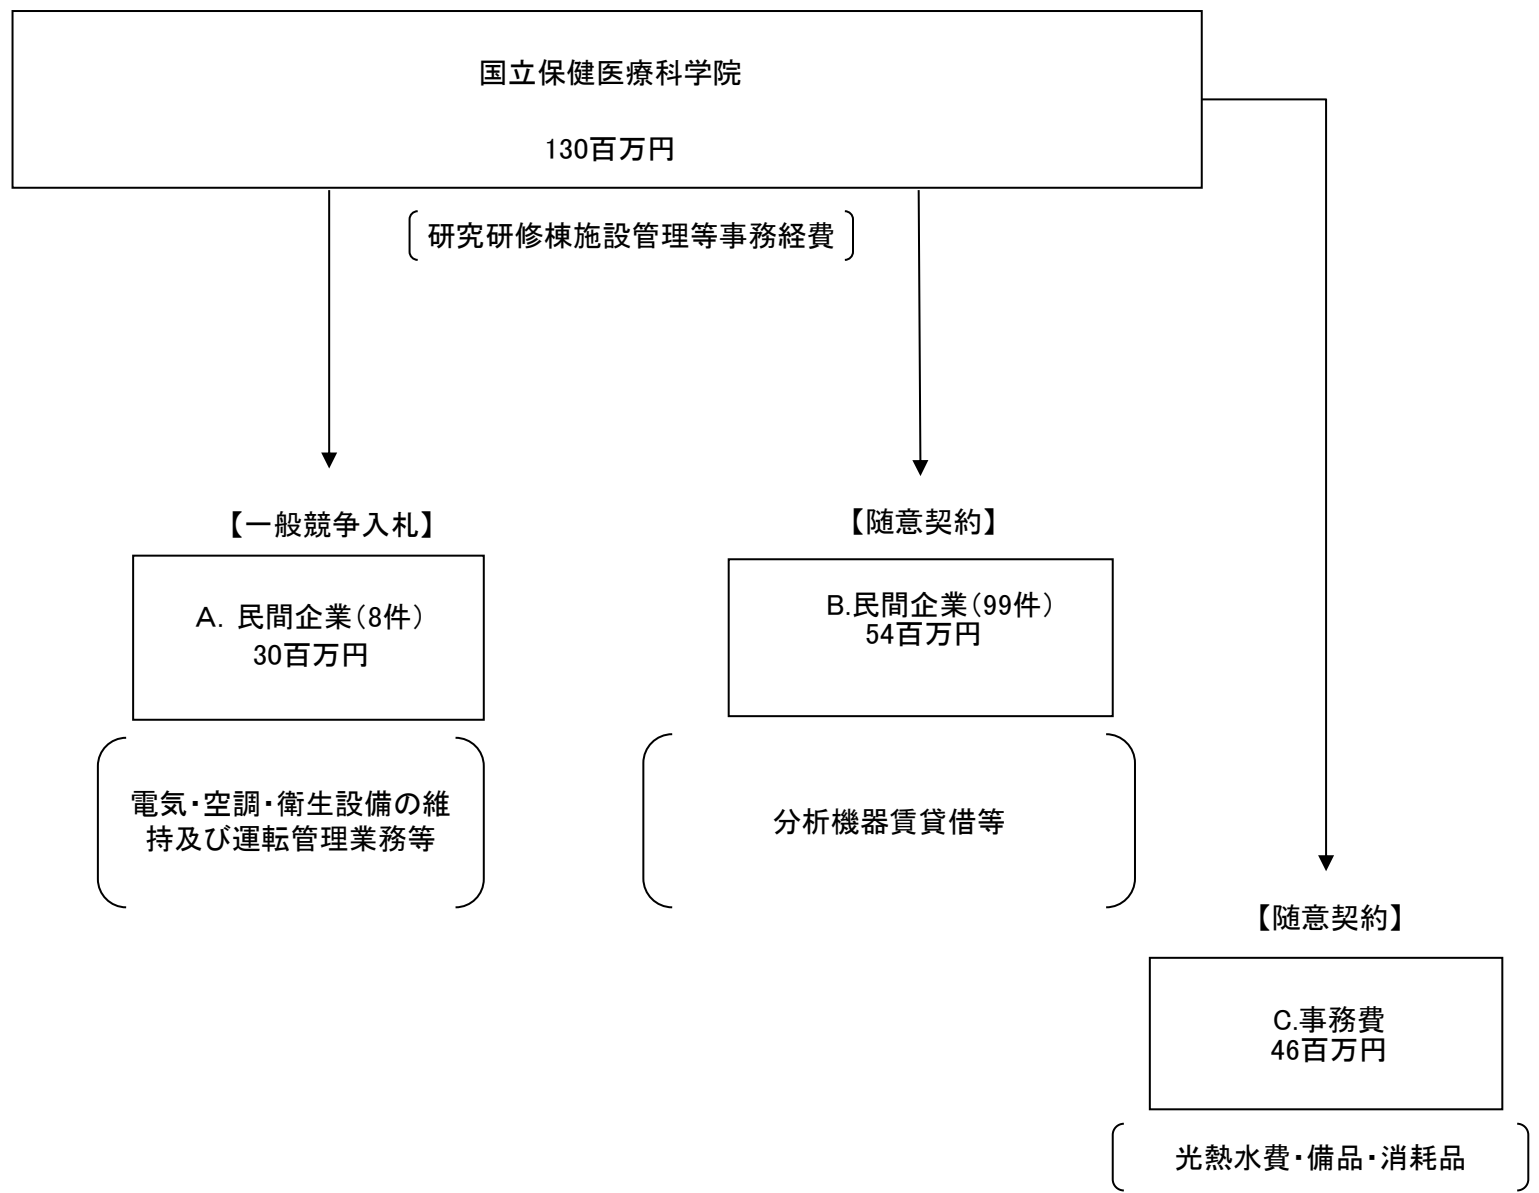 国立保健医療科学院
130百万円
研究研修棟施設管理等事務経費
【一般競争入札】
A．民間企業（8件）
30百万円
電気・空調・衛生設備の維
持及び運転管理業務等
【随意契約】
B.民間企業（99件）
54百万円
分析機器賃貸借等
【随意契約】
C.事務費
46百万円
光熱水費・備品・消耗品